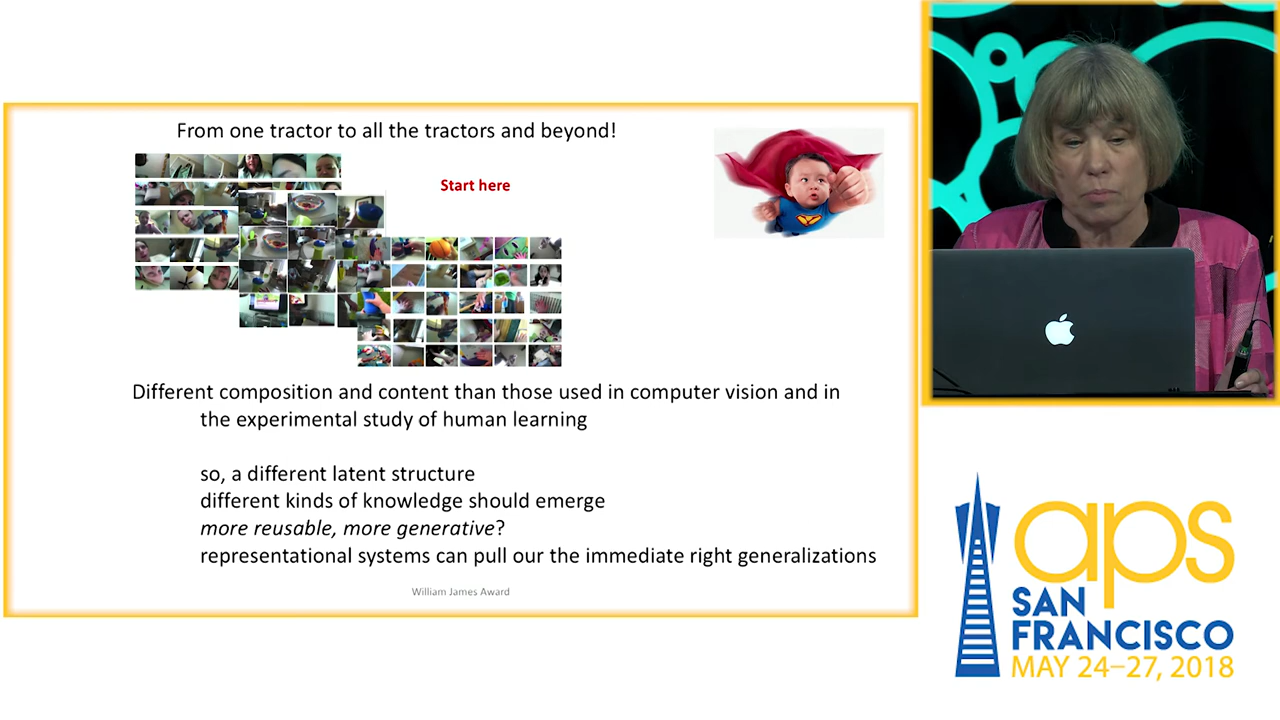 From one tractor to all the tractors and beyond!
Start here
Different composition and content than those used in computer vision and in
the experimental study of human learning
so, a different latent structure
different kinds of knowledge should emerge
more reusable, more generative?
representational systems can pull our the immediate right generalizations
William James Award
aps
SAN
FRANCISCO
MAY 24–27, 2018